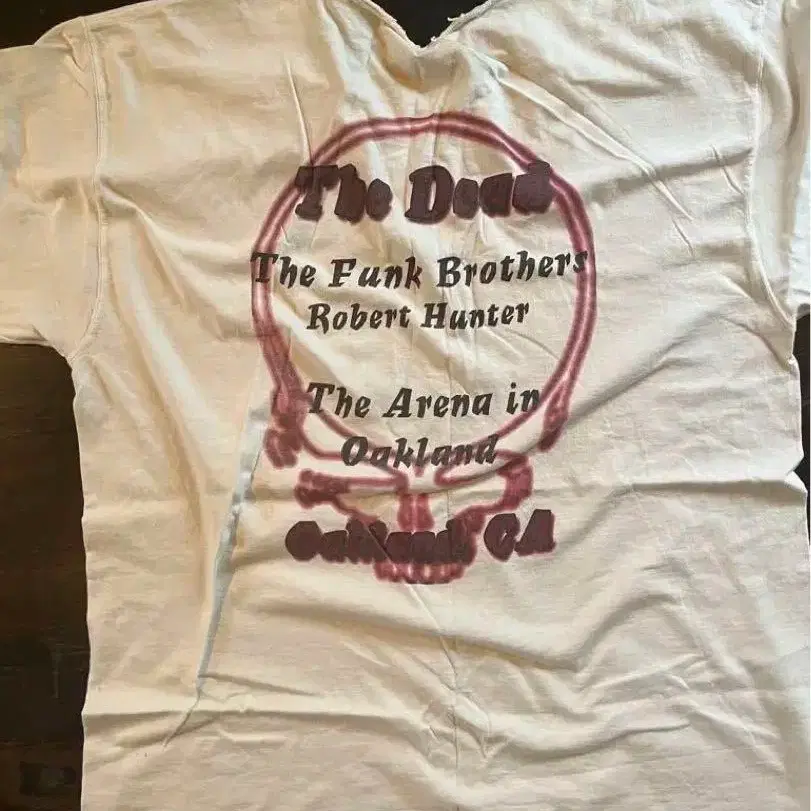 The Dead
The Funk Brothers
Robert Hunter
The Arena in
Oakland
Oakland, CA